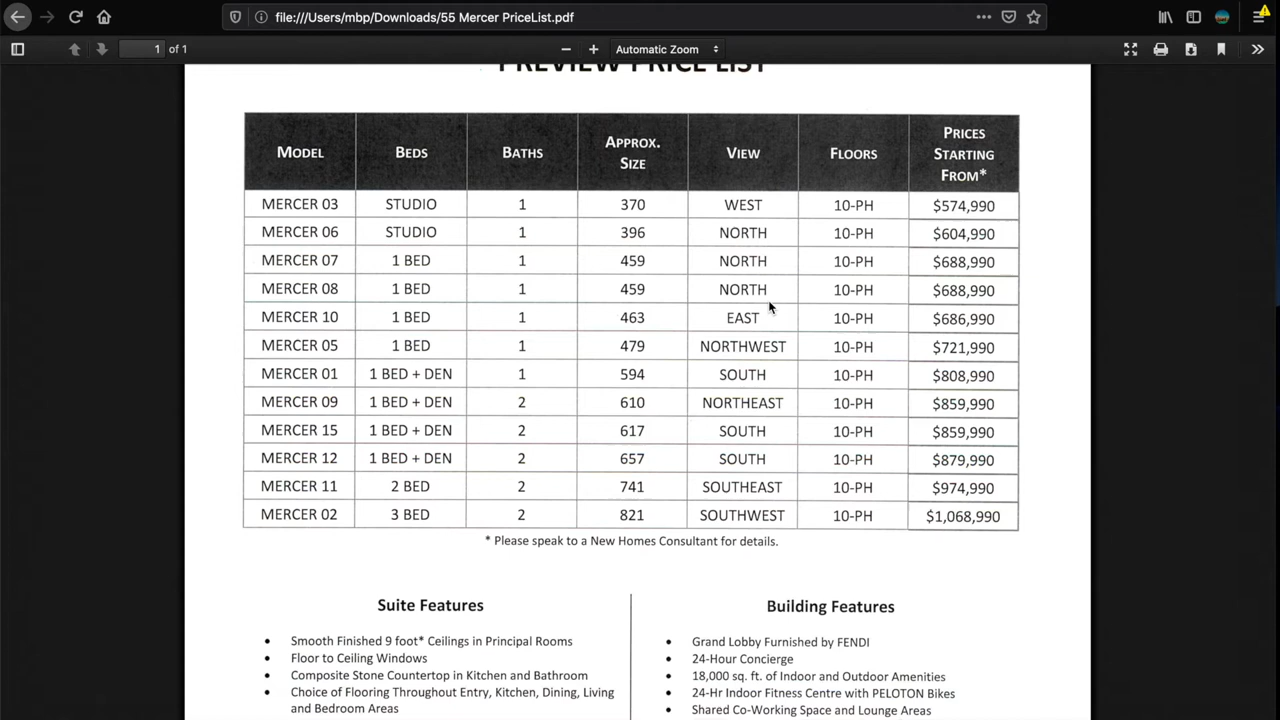 file:///Users/mbp/Downloads/55 Mercer PriceList.pdf
1 of 1
Automatic Zoom
PREVIEW PRICE LIST
MODEL BEDS BATHS APPROX. SIZE VIEW FLOORS PRICES STARTING FROM*
MERCER 03 STUDIO 1 370 WEST 10-PH $574,990
MERCER 06 STUDIO 1 396 NORTH 10-PH $604,990
MERCER 07 1 BED 1 459 NORTH 10-PH $688,990
MERCER 08 1 BED 1 459 NORTH 10-PH $688,990
MERCER 10 1 BED 1 463 EAST 10-PH $686,990
MERCER 05 1 BED 1 479 NORTHWEST 10-PH $721,990
MERCER 01 1 BED + DEN 1 594 SOUTH 10-PH $808,990
MERCER 09 1 BED + DEN 2 610 NORTHEAST 10-PH $859,990
MERCER 15 1 BED + DEN 2 617 SOUTH 10-PH $859,990
MERCER 12 1 BED + DEN 2 657 SOUTH 10-PH $879,990
MERCER 11 2 BED 2 741 SOUTHEAST 10-PH $974,990
MERCER 02 3 BED 2 821 SOUTHWEST 10-PH $1,068,990
* Please speak to a New Homes Consultant for details.
Suite Features
• Smooth Finished 9 foot* Ceilings in Principal Rooms
• Floor to Ceiling Windows
• Composite Stone Countertop in Kitchen and Bathroom
• Choice of Flooring Throughout Entry, Kitchen, Dining, Living
and Bedroom Areas
Building Features
• Grand Lobby Furnished by FENDI
• 24-Hour Concierge
• 18,000 sq. ft. of Indoor and Outdoor Amenities
• 24-Hr Indoor Fitness Centre with PELOTON Bikes
• Shared Co-Working Space and Lounge Areas